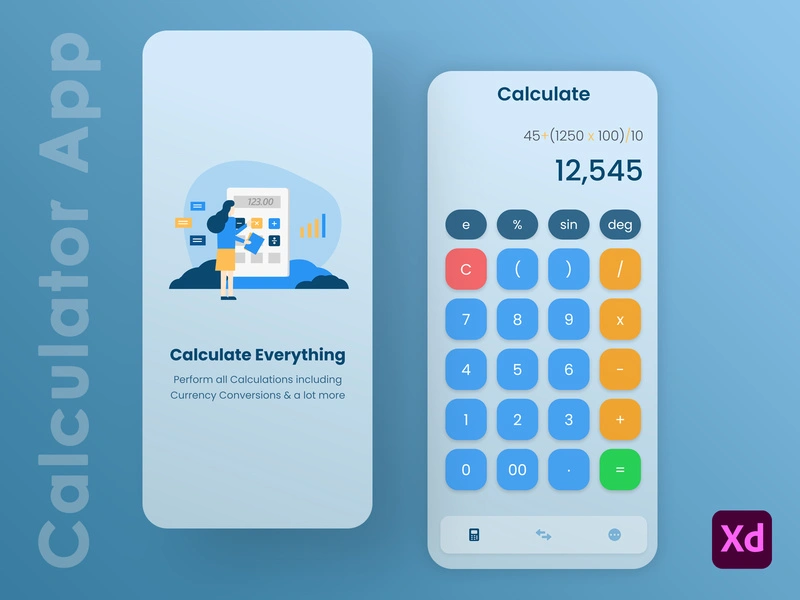 Calculator App
123.00
Calculate Everything
Perform all Calculations including
Currency Conversions & a lot more
Calculate
45+(1250 x 100)/10
12,545
e % sin deg
C ( ) /
7 8 9 x
4 5 6 -
1 2 3 +
0 00 . =
Xd